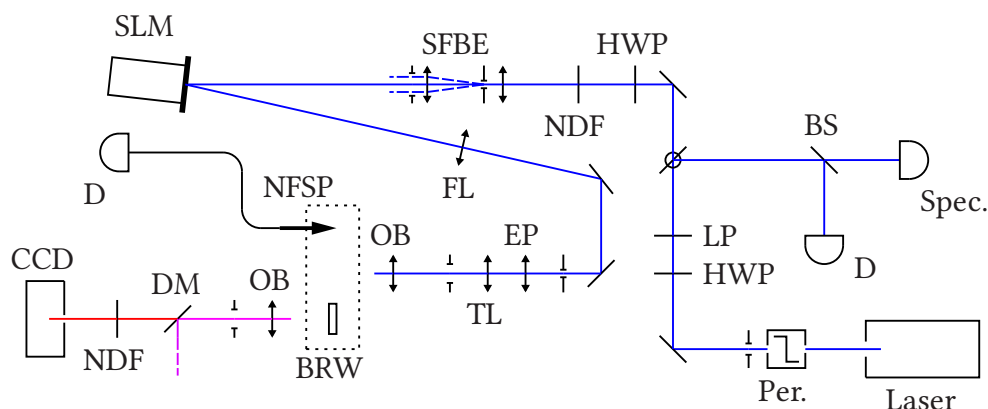 SLM
SFBE
HWP
NDF
BS
FL
D
NFSP
Spec.
OB
EP
LP
D
CCD
DM
OB
TL
HWP
NDF
BRW
Per.
Laser